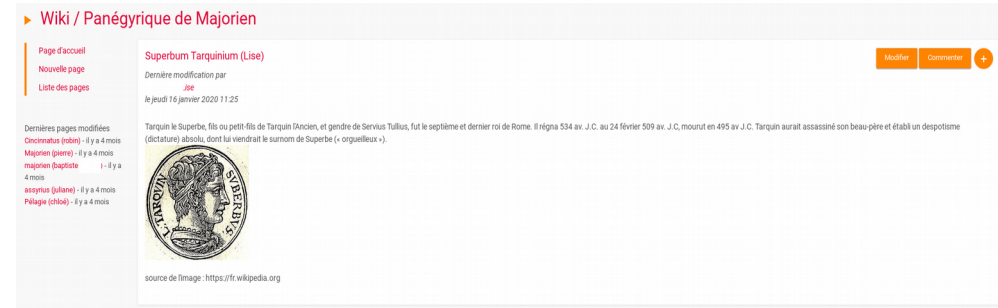 Wiki / Panégyrique de Majorien
Page d'accueil
Nouvelle page
Liste des pages
Dernières pages modifiées
Cincinnatus (robin) - il y a 4 mois
Majorien (pierre) - il y a 4 mois
majorien (baptiste ) - il y a
4 mois
assyrius (juliane) - il y a 4 mois
Pélagie (chloé) - il y a 4 mois
Superbum Tarquinium (Lise)
Modifier
Commenter
+
Dernière modification par
.ise
le jeudi 16 janvier 2020 11:25
Tarquin le Superbe, fils ou petit-fils de Tarquin l'Ancien, et gendre de Servius Tullius, fut le septième et dernier roi de Rome. Il régna 534 av. J.C. au 24 février 509 av. J.C, mourut en 495 av J.C. Tarquin aurait assassiné son beau-père et établi un despotisme
(dictature) absolu, dont lui viendrait le surnom de Superbe (« orgueilleux »).
L. TARQVIN SVBERBVS.
source de l'image : https://fr.wikipedia.org